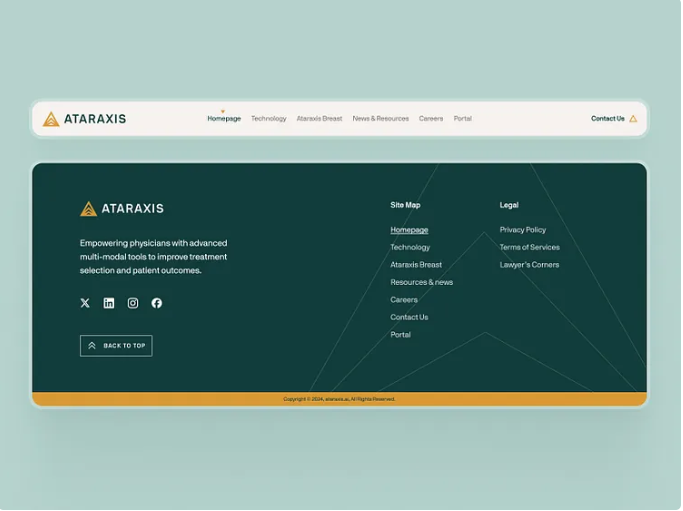 ATARAXIS
Homepage Technology Ataraxis Breast News & Resources Careers Portal
Contact Us
ATARAXIS
Empowering physicians with advanced
multi-modal tools to improve treatment
selection and patient outcomes.
BACK TO TOP
Site Map
Homepage
Technology
Ataraxis Breast
Resources & news
Careers
Contact Us
Portal
Legal
Privacy Policy
Terms of Services
Lawyer's Corners
Copyright © 2024, ataraxis.ai, All Rights Reserved.